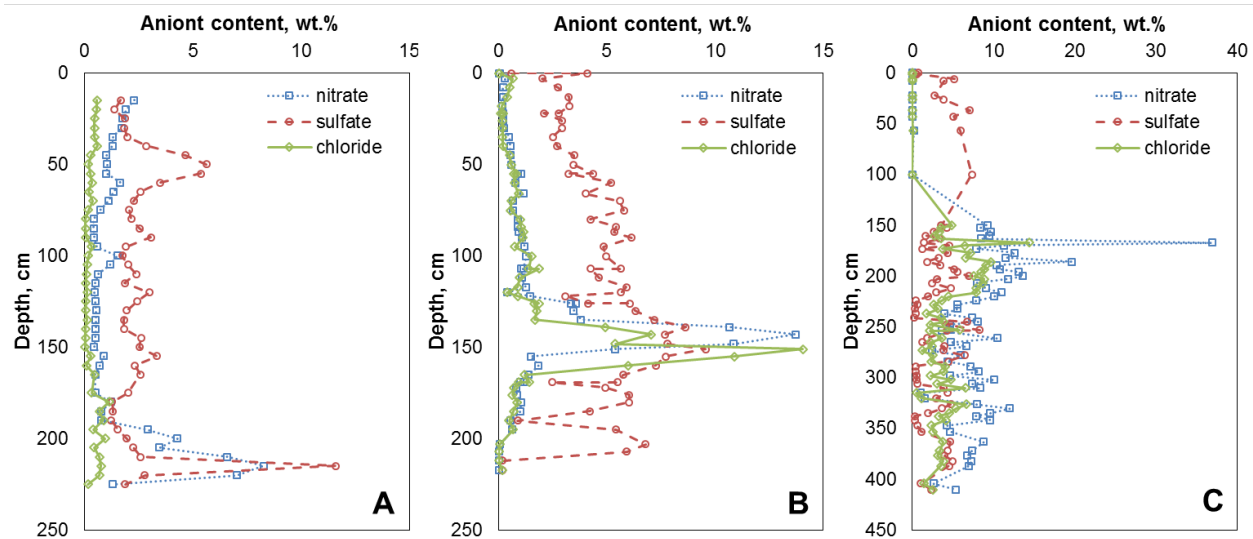 Aniont content, wt.%
0 5 10 15
0
50
100
150
200
250
Depth, cm
nitrate
sulfate
chloride
A
Aniont content, wt.%
0 5 10 15
0
50
100
150
200
250
Depth, cm
nitrate
sulfate
chloride
B
Aniont content, wt.%
0 10 20 30 40
0
50
100
150
200
250
300
350
400
450
Depth, cm
nitrate
sulfate
chloride
C